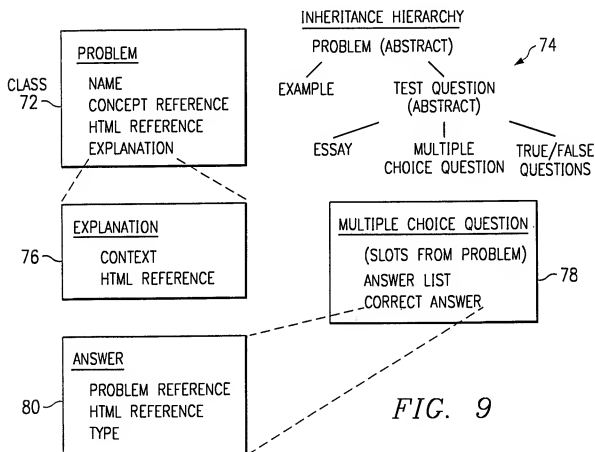 INHERITANCE HIERARCHY
PROBLEM (ABSTRACT)
74
EXAMPLE
TEST QUESTION
(ABSTRACT)
ESSAY
MULTIPLE
CHOICE QUESTION
TRUE/FALSE
QUESTIONS
CLASS
72
PROBLEM
NAME
CONCEPT REFERENCE
HTML REFERENCE
EXPLANATION
76
EXPLANATION
CONTEXT
HTML REFERENCE
MULTIPLE CHOICE QUESTION
(SLOTS FROM PROBLEM)
ANSWER LIST
CORRECT ANSWER
78
80
ANSWER
PROBLEM REFERENCE
HTML REFERENCE
TYPE
FIG. 9